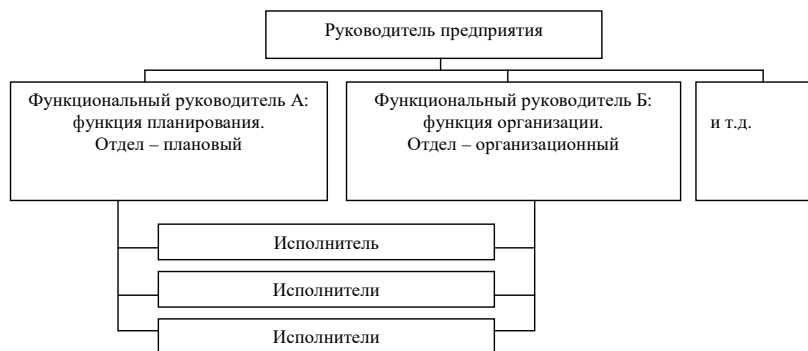 Руководитель предприятия
Функциональный руководитель А:
функция планирования.
Отдел – плановый
Функциональный руководитель Б:
функция организации.
Отдел – организационный
и т.д.
Исполнитель
Исполнители
Исполнители